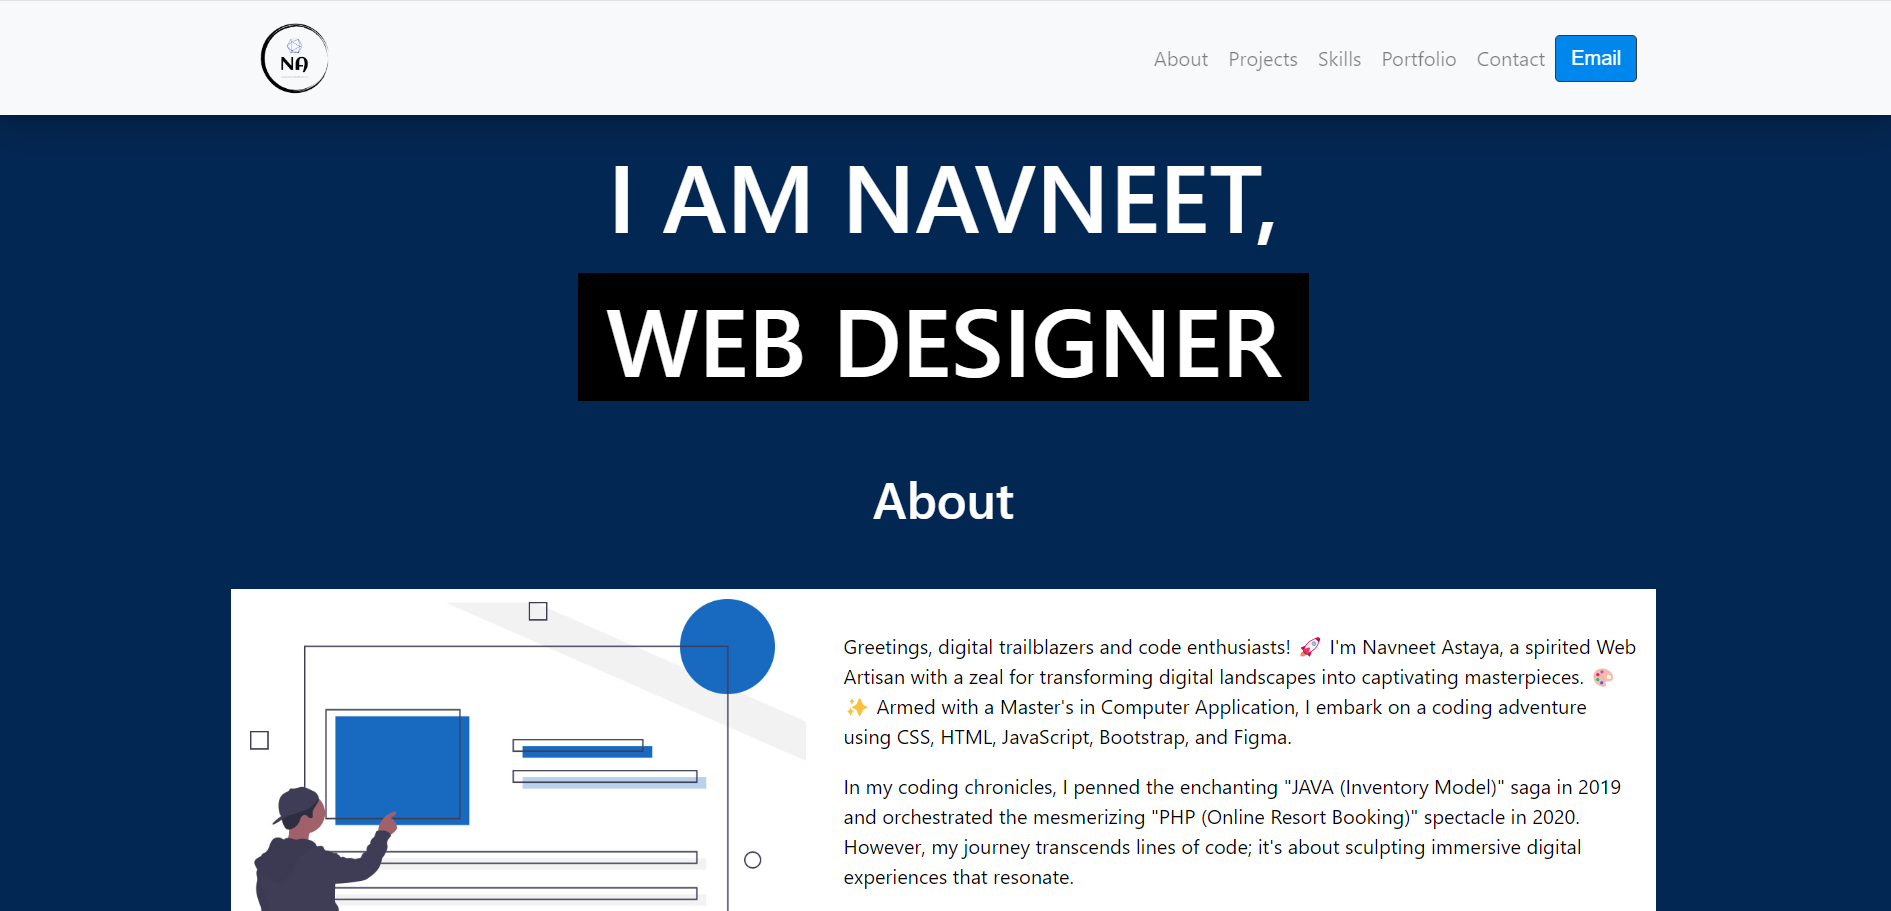 NA
About Projects Skills Portfolio Contact Email
I AM NAVNEET,
WEB DESIGNER
About
Greetings, digital trailblazers and code enthusiasts! 🚀 I'm Navneet Astaya, a spirited Web
Artisan with a zeal for transforming digital landscapes into captivating masterpieces. 🎨
✨ Armed with a Master's in Computer Application, I embark on a coding adventure
using CSS, HTML, JavaScript, Bootstrap, and Figma.
In my coding chronicles, I penned the enchanting "JAVA (Inventory Model)" saga in 2019
and orchestrated the mesmerizing "PHP (Online Resort Booking)" spectacle in 2020.
However, my journey transcends lines of code; it's about sculpting immersive digital
experiences that resonate.